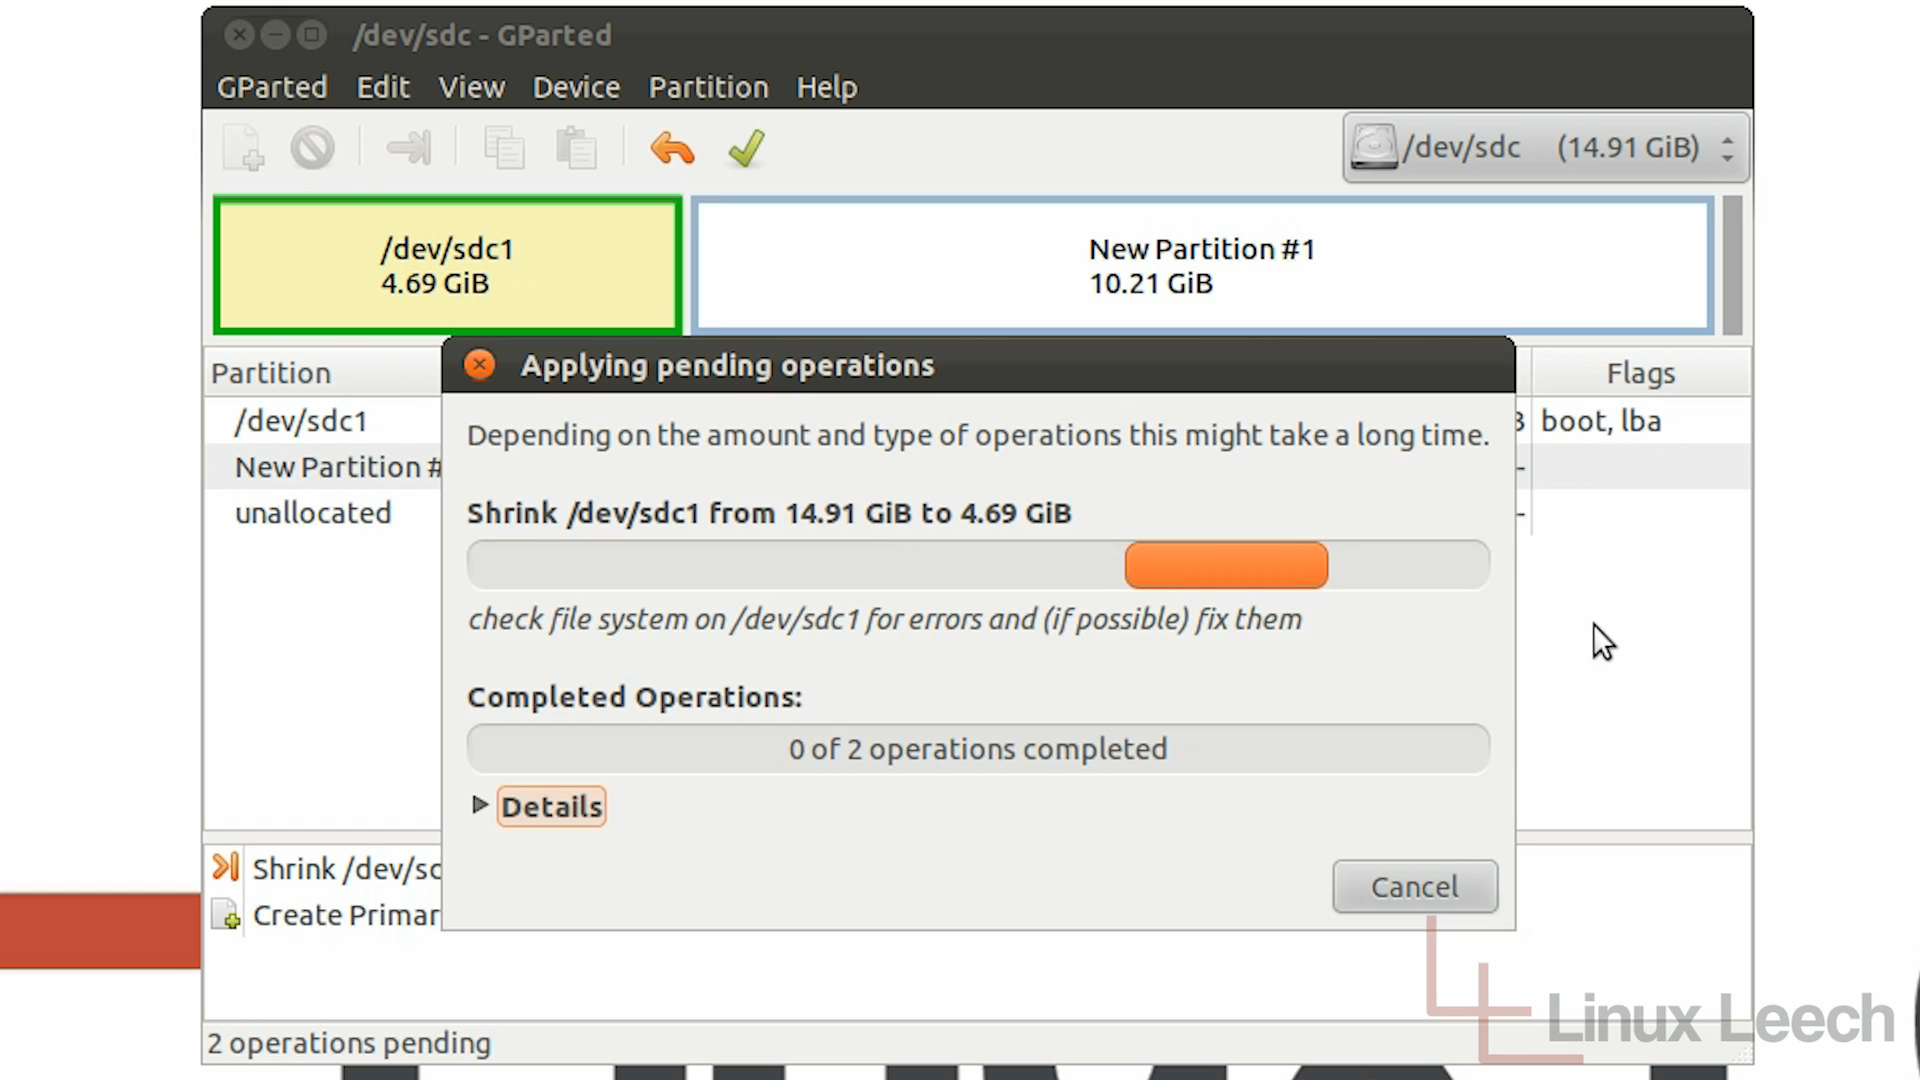 /dev/sdc - GParted
GParted Edit View Device Partition Help
/dev/sdc (14.91 GiB)
/dev/sdc1
4.69 GiB
New Partition #1
10.21 GiB
Partition
Flags
/dev/sdc1
boot, lba
New Partition #
unallocated
Applying pending operations
Depending on the amount and type of operations this might take a long time.
Shrink /dev/sdc1 from 14.91 GiB to 4.69 GiB
check file system on /dev/sdc1 for errors and (if possible) fix them
Completed Operations:
0 of 2 operations completed
Details
Cancel
Shrink /dev/sd
Create Primar
2 operations pending
Linux Leech